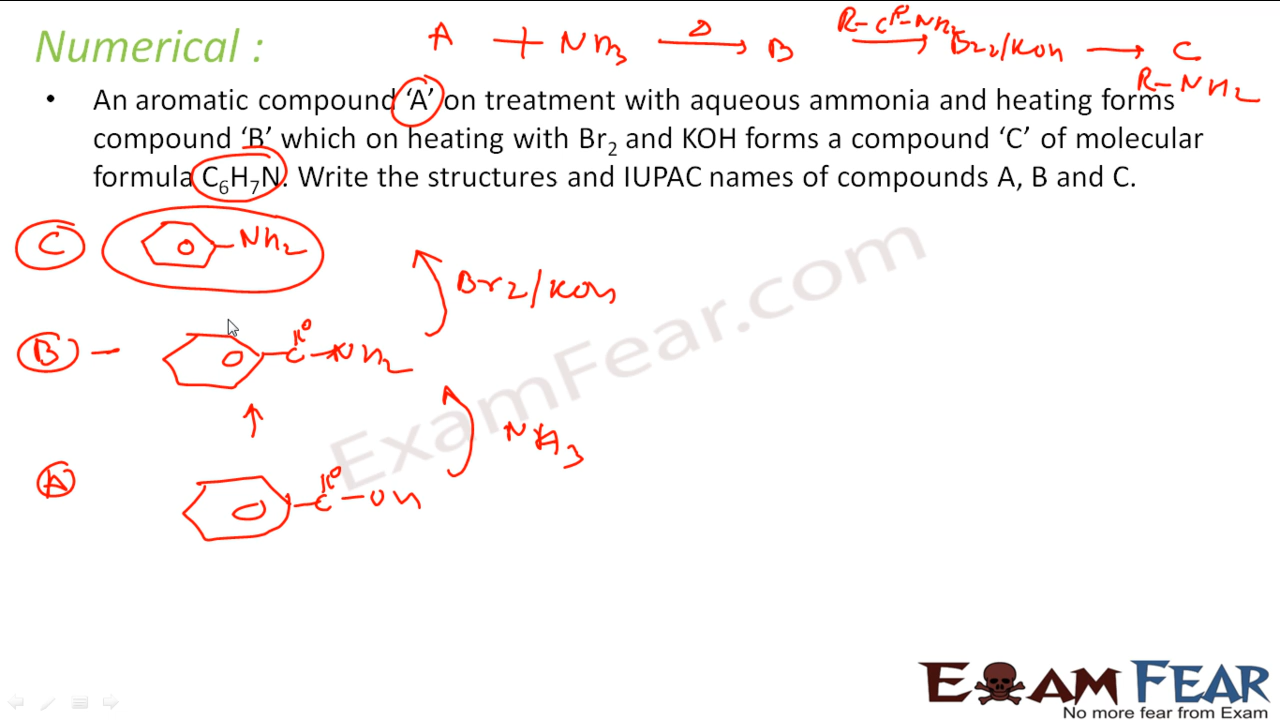 Numerical :
A + NH3 Δ B R-C-NH2 Br2/KOH C
O
R-NH2
• An aromatic compound ‘A’ on treatment with aqueous ammonia and heating forms
compound ‘B’ which on heating with Br2 and KOH forms a compound ‘C’ of molecular
formula C6H7N. Write the structures and IUPAC names of compounds A, B and C.
C NH2
Br2/KOH
B - O
C-NH2
NH3
A O
C-OH
ExamFear.com
EXAM FEAR
No more fear from Exam